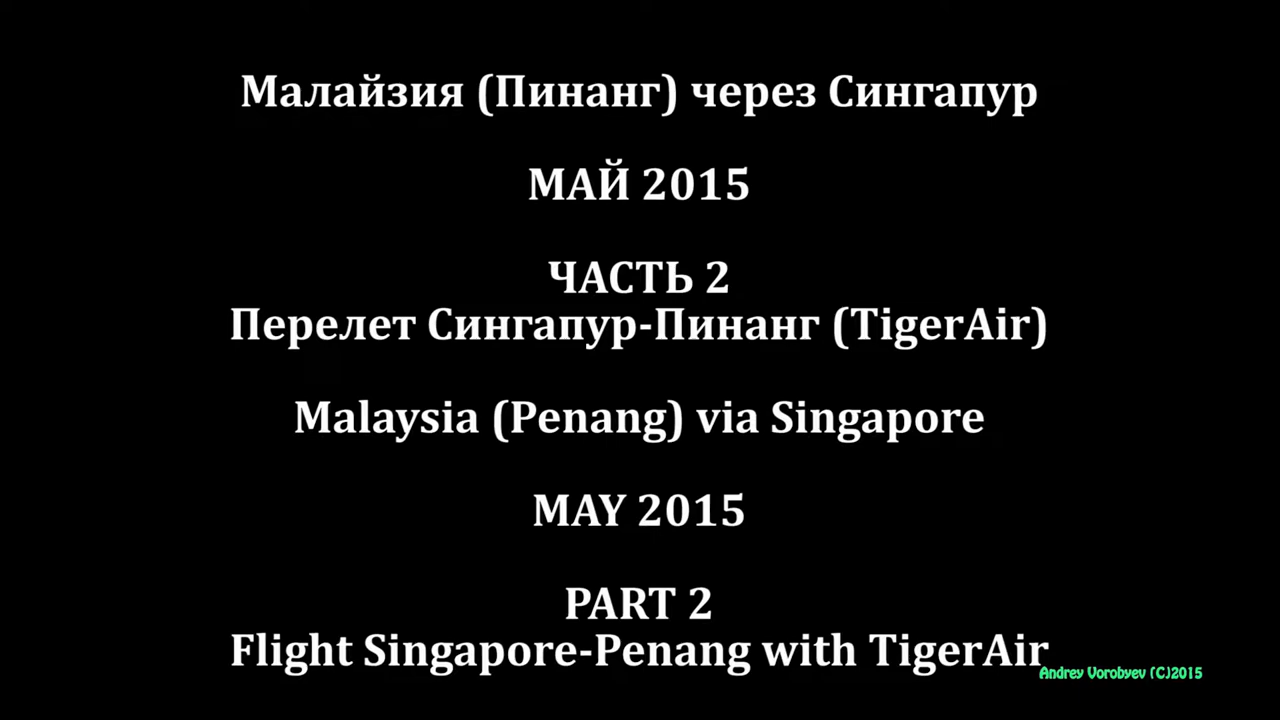 Малайзия (Пинанг) через Сингапур
МАЙ 2015
ЧАСТЬ 2
Перелет Сингапур-Пинанг (TigerAir)
Malaysia (Penang) via Singapore
MAY 2015
PART 2
Flight Singapore-Penang with TigerAir
Andrey Vorobyev (C)2015